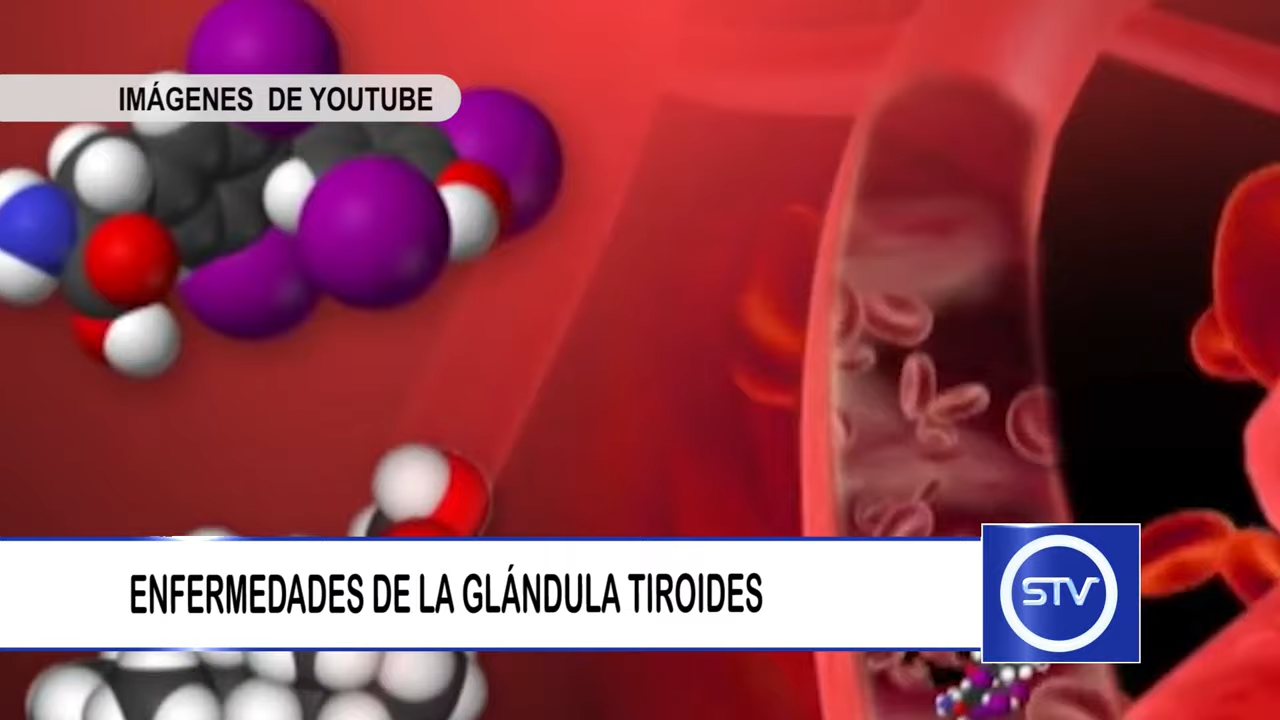 IMÁGENES DE YOUTUBE
ENFERMEDADES DE LA GLÁNDULA TIROIDES
STV